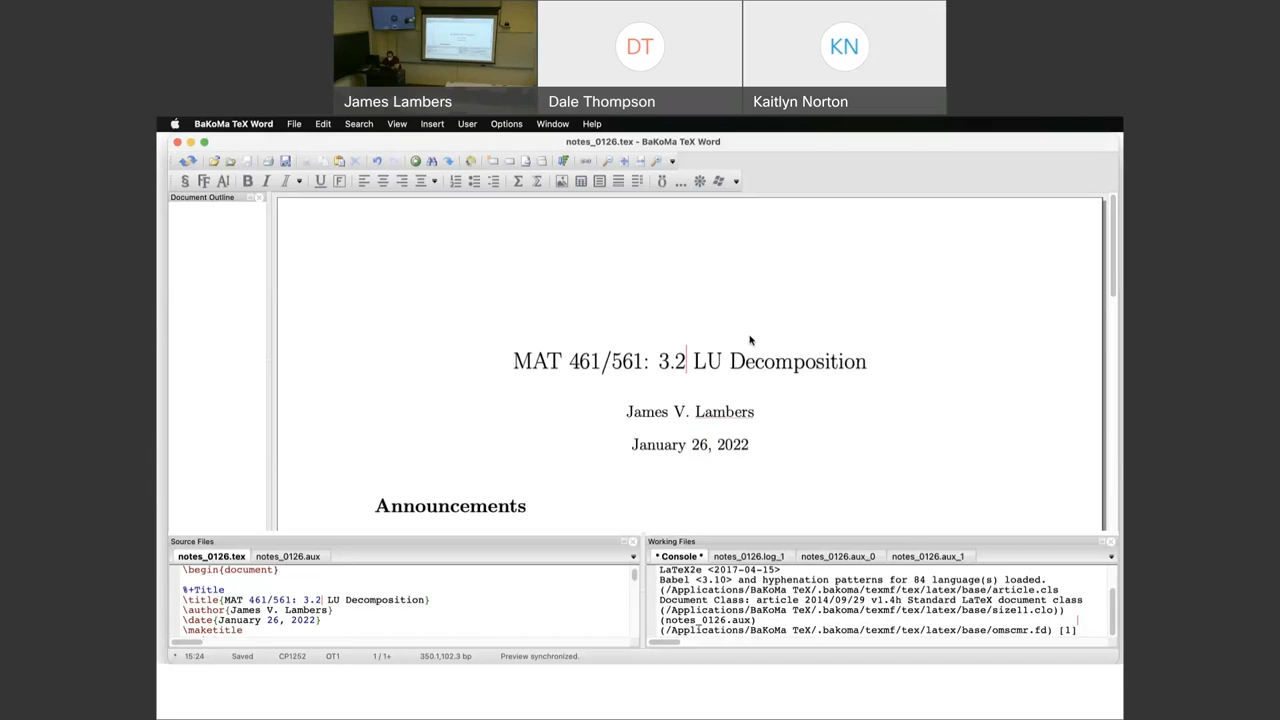 James Lambers
DT
Dale Thompson
KN
Kaitlyn Norton
BaKoMa TeX Word File Edit Search View Insert User Options Window Help
notes_0126.tex - BaKoMa TeX Word
Document Outline
MAT 461/561: 3.2 LU Decomposition
James V. Lambers
January 26, 2022
Announcements
Source Files
notes_0126.tex notes_0126.aux
\begin{document}
%+Title
\title{MAT 461/561: 3.2 LU Decomposition}
\author{James V. Lambers}
\date{January 26, 2022}
\maketitle
Working Files
* Console * notes_0126.log_1 notes_0126.aux_0 notes_0126.aux_1
LaTeX2e <2017-04-15>
Babel <3.10> and hyphenation patterns for 84 language(s) loaded.
(/Applications/BaKoMa TeX/.bakoma/texmf/tex/latex/base/article.cls
Document Class: article 2014/09/29 v1.4h Standard LaTeX document class
(/Applications/BaKoMa TeX/.bakoma/texmf/tex/latex/base/size11.clo))
(notes_0126.aux)
(/Applications/BaKoMa TeX/.bakoma/texmf/tex/latex/base/omscmr.fd) [1]
* 15:24 Saved CP1252 OT1 1 / 1+ 350.1,102.3 bp Preview synchronized.